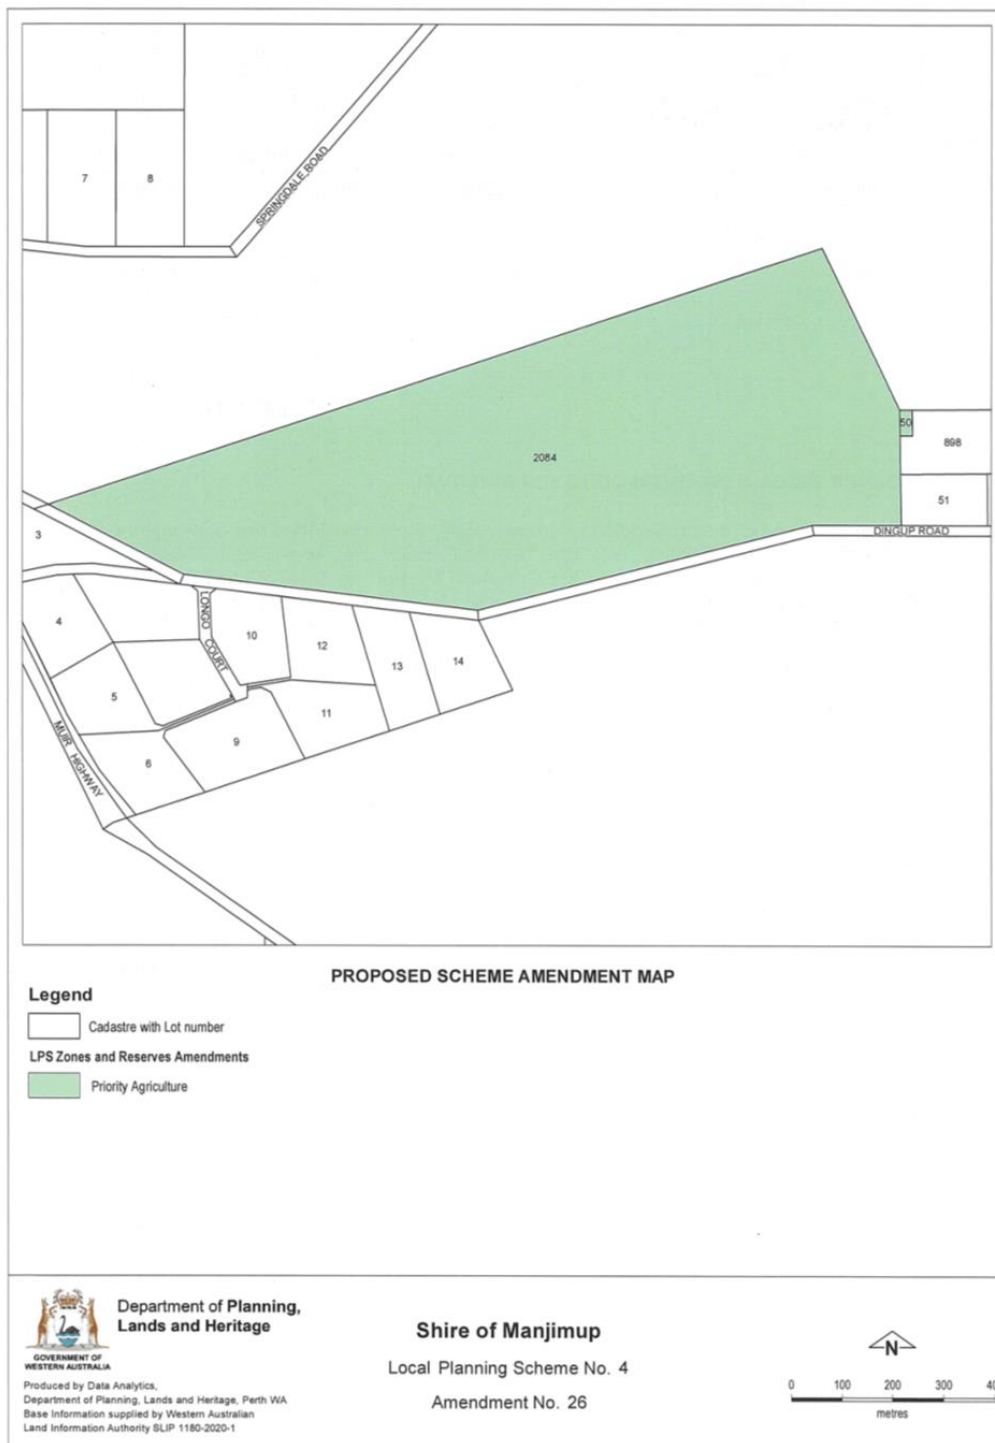 7
8
SPRINGDALE ROAD
50
898
2084
51
DINGUP ROAD
3
4
LONGO COURT
10
12
13
14
5
11
9
6
MUIR HIGHWAY
PROPOSED SCHEME AMENDMENT MAP
Legend
Cadastre with Lot number
LPS Zones and Reserves Amendments
Priority Agriculture
Department of Planning,
Lands and Heritage
GOVERNMENT OF
WESTERN AUSTRALIA
Produced by Data Analytics,
Department of Planning, Lands and Heritage, Perth WA
Base Information supplied by Western Australian
Land Information Authority SLIP 1180-2020-1
Shire of Manjimup
Local Planning Scheme No. 4
Amendment No. 26
N
0 100 200 300
metres